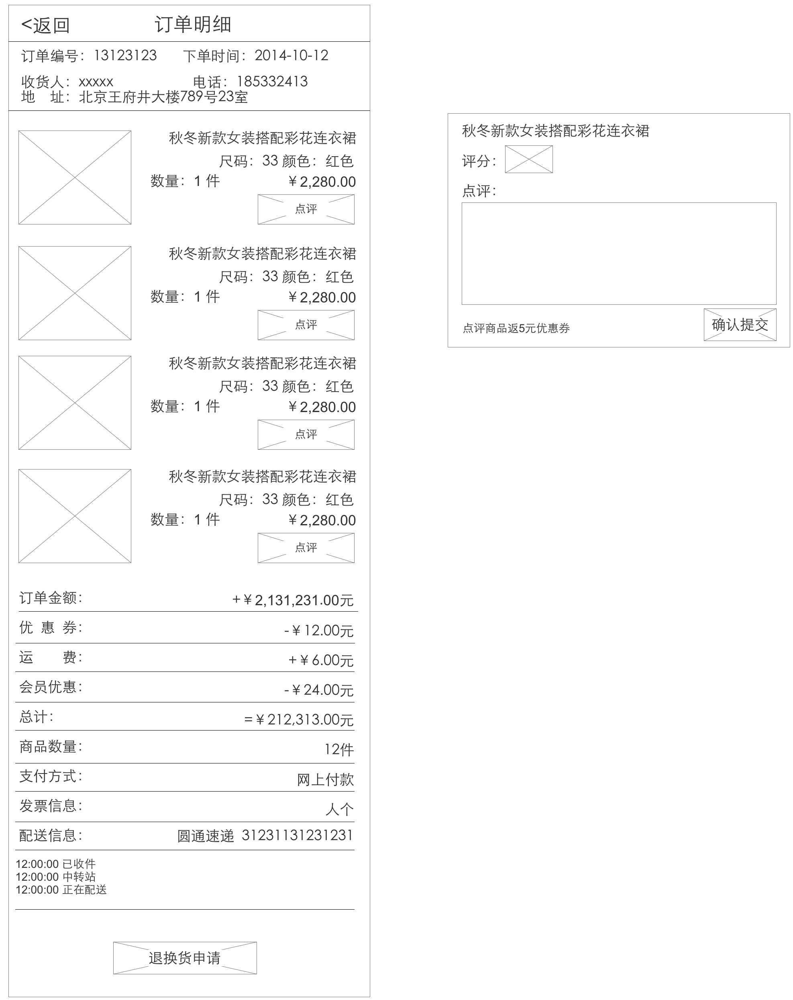 <返回 订单明细
订单编号：13123123 下单时间：2014-10-12
收货人：xxxxx 电话：185332413
地 址：北京王府井大楼789号23室
秋冬新款女装搭配彩花连衣裙
尺码：33 颜色：红色
数量：1 件 ￥2,280.00
点评
秋冬新款女装搭配彩花连衣裙
尺码：33 颜色：红色
数量：1 件 ￥2,280.00
点评
秋冬新款女装搭配彩花连衣裙
尺码：33 颜色：红色
数量：1 件 ￥2,280.00
点评
秋冬新款女装搭配彩花连衣裙
尺码：33 颜色：红色
数量：1 件 ￥2,280.00
点评
订单金额： +￥2,131,231.00元
优 惠 券： -￥12.00元
运 费： +￥6.00元
会员优惠： -￥24.00元
总计： =￥212,313.00元
商品数量： 12件
支付方式： 网上付款
发票信息： 人个
配送信息： 圆通速递 31231131231231
12:00:00 已收件
12:00:00 中转站
12:00:00 正在配送
退换货申请
秋冬新款女装搭配彩花连衣裙
评分：
点评：
点评商品返5元优惠券
确认提交